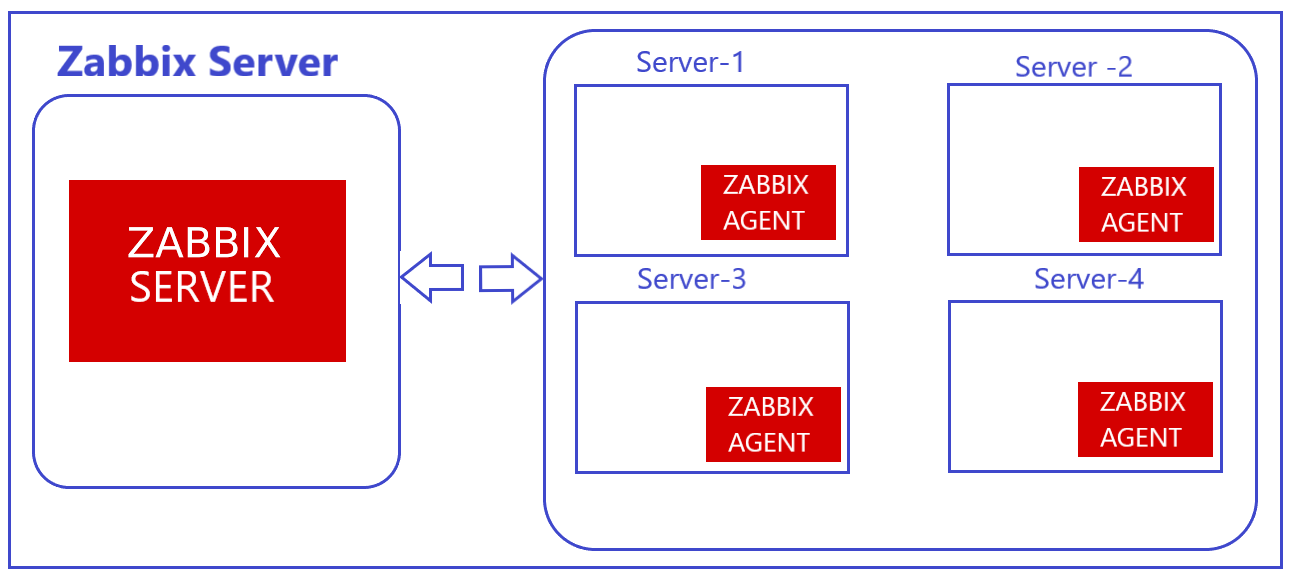 Zabbix Server
ZABBIX
SERVER
Server-1
ZABBIX
AGENT
Server -2
ZABBIX
AGENT
Server-3
ZABBIX
AGENT
Server-4
ZABBIX
AGENT